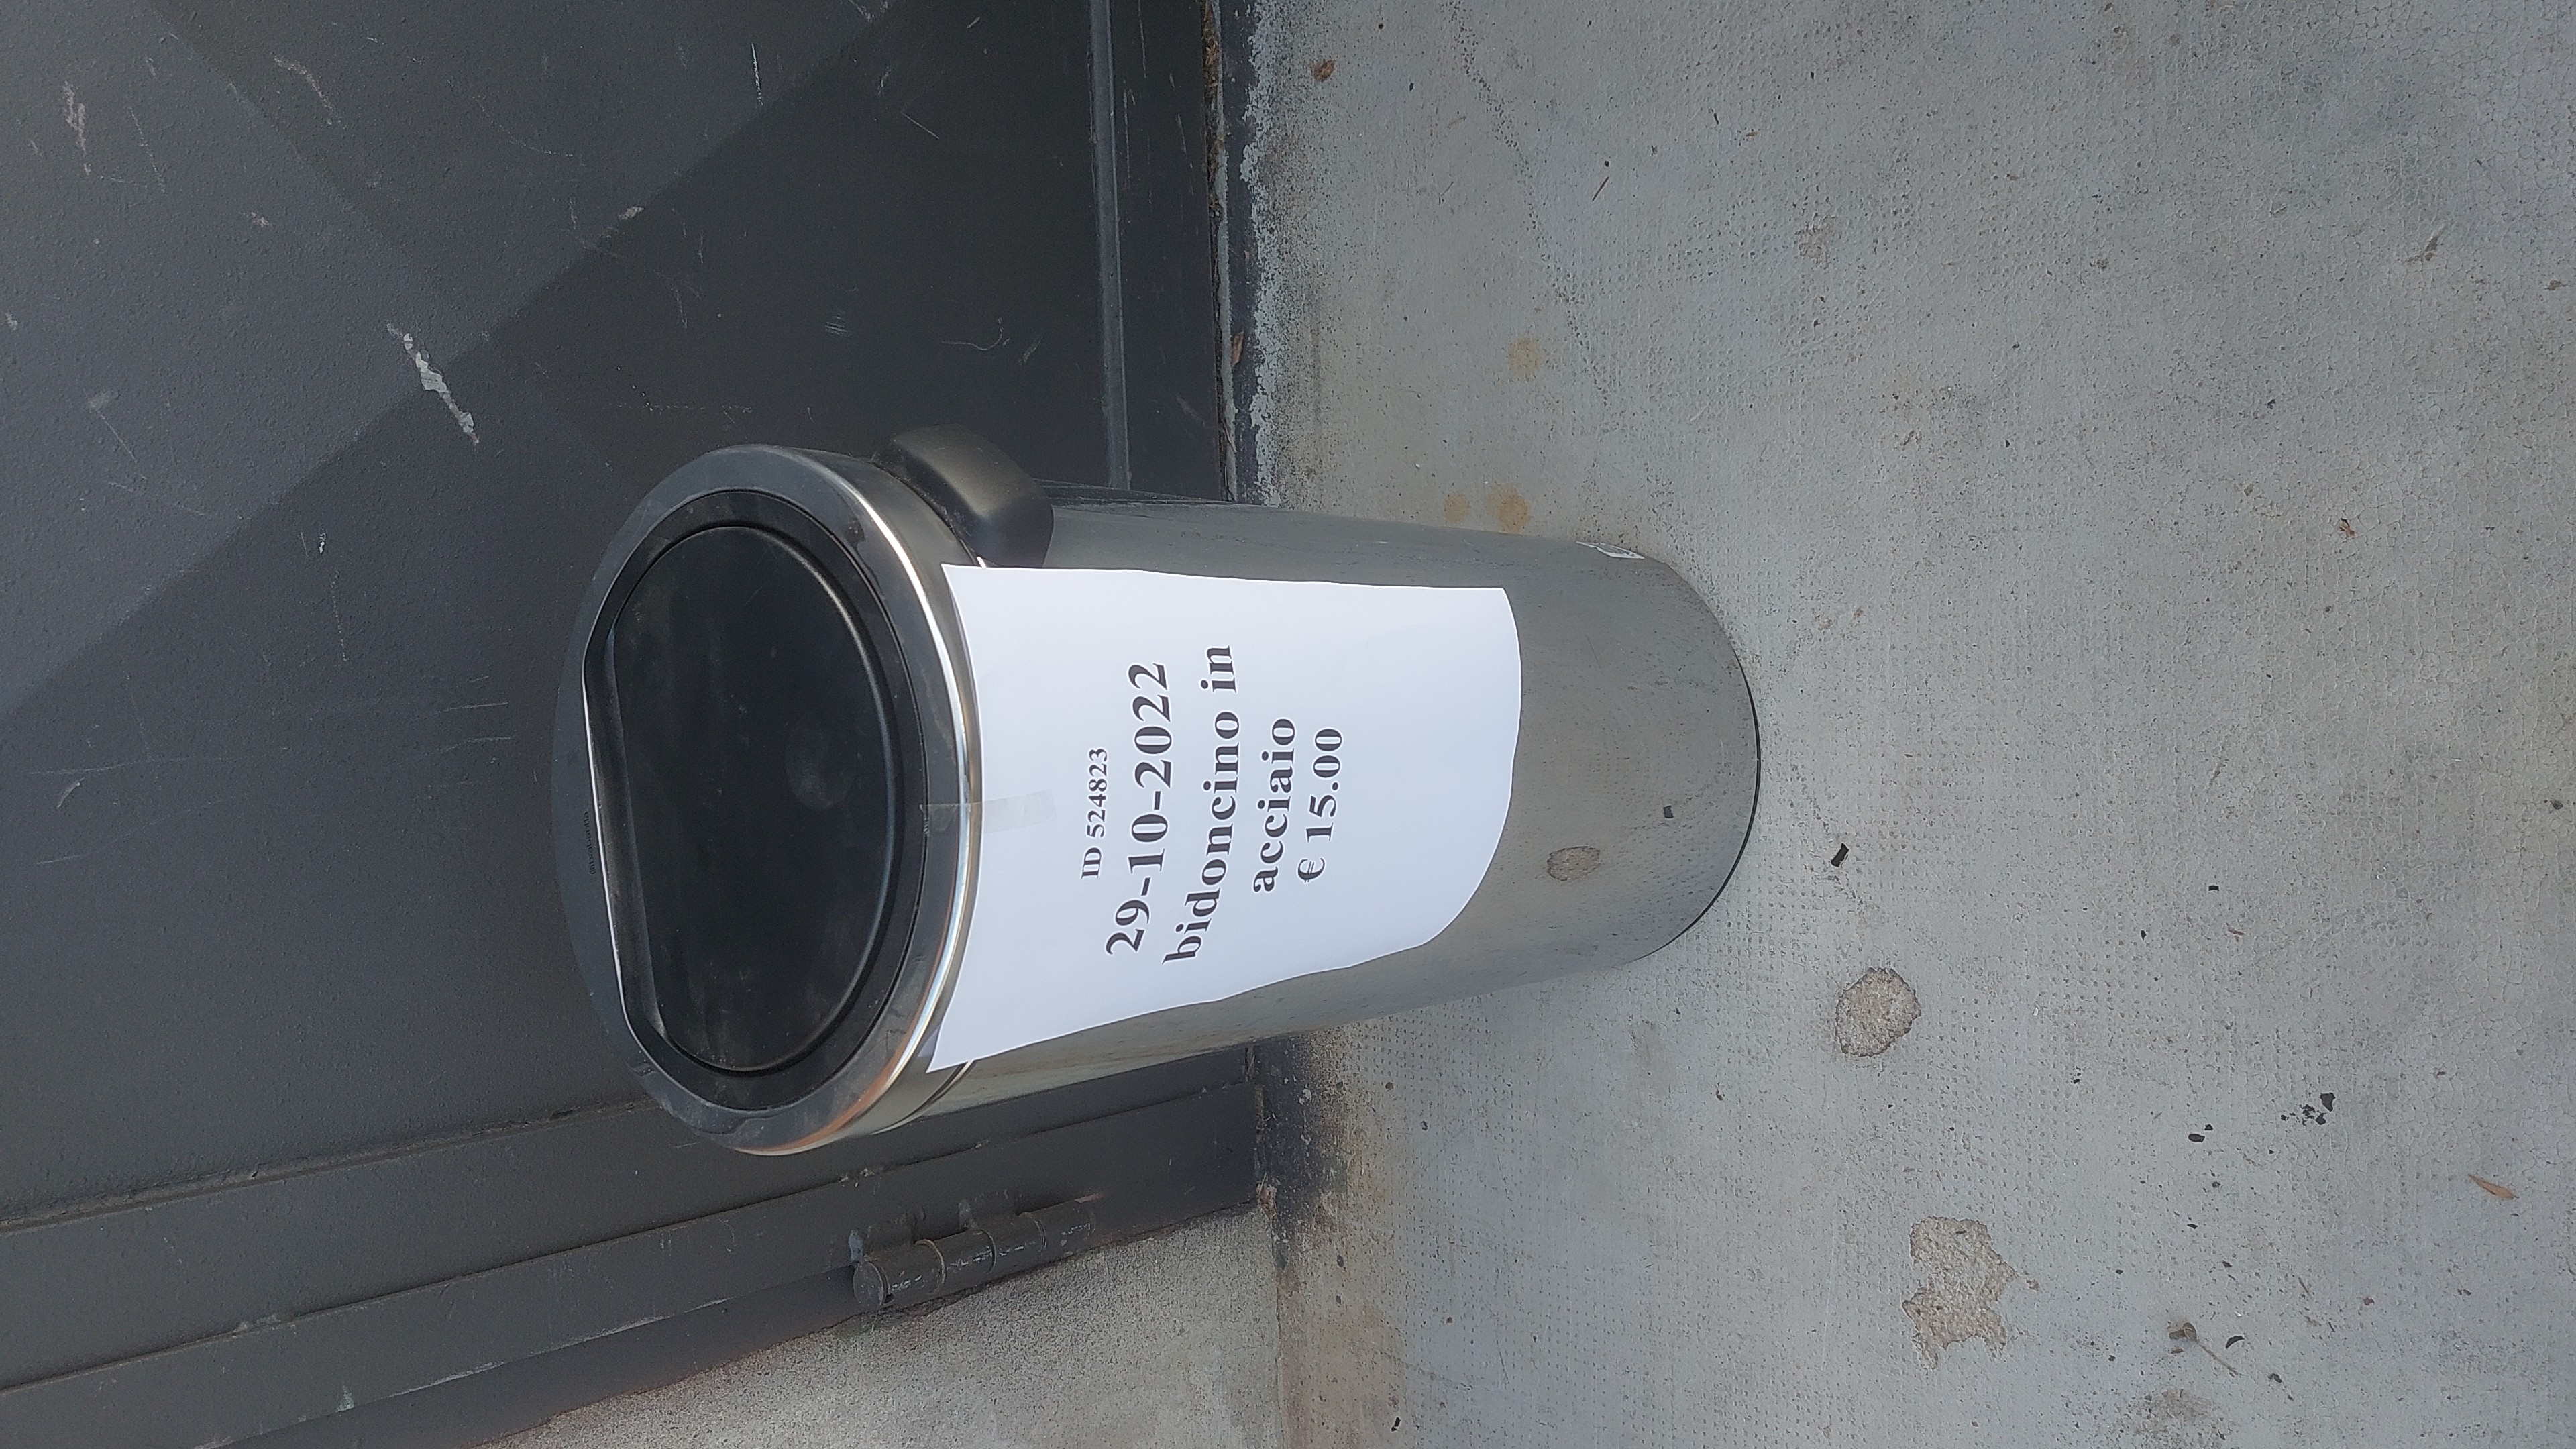 ID 524823
29-10-2022
bidoncino in
acciaio
€ 15.00